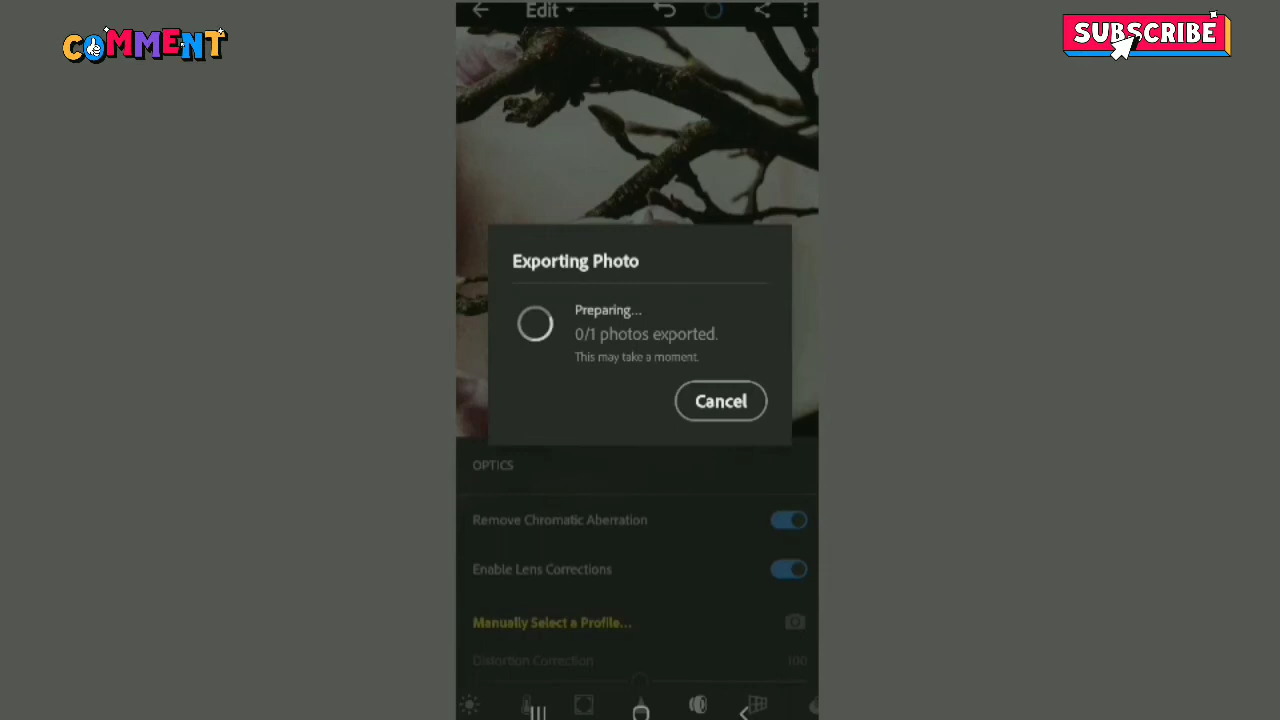 COMMENT
SUBSCRIBE
Edit
Exporting Photo
Preparing...
0/1 photos exported.
This may take a moment.
Cancel
OPTICS
Remove Chromatic Aberration
Enable Lens Corrections
Manually Select a Profile...
Distortion Correction 100